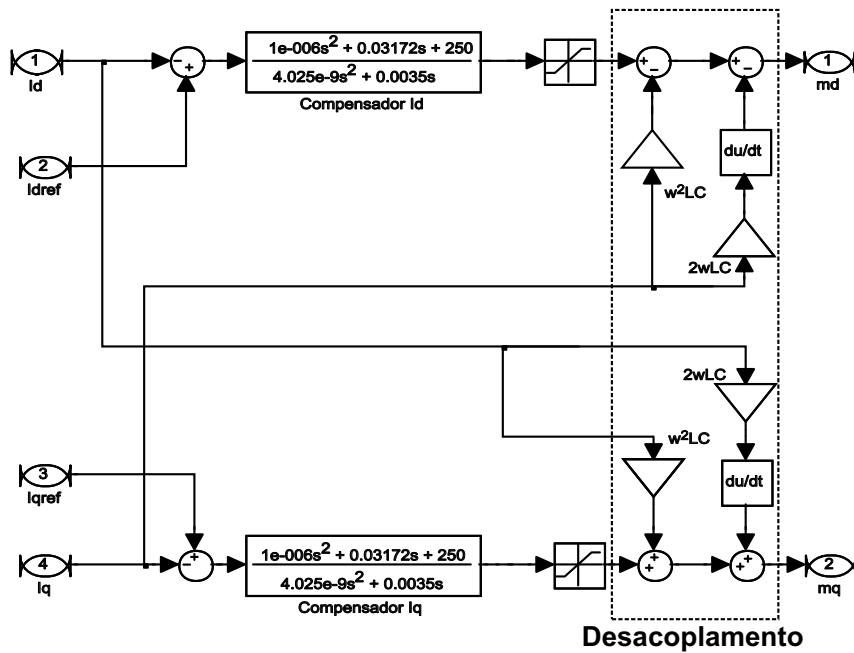 1
Id
- +
1e-006s² + 0.03172s + 250
4.025e-9s² + 0.0035s
Compensador Id
+ −
+ −
1
md
2
Idref
w²LC
du/dt
2wLC
2wLC
w²LC
du/dt
3
Iqref
4
Iq
+ −
1e-006s² + 0.03172s + 250
4.025e-9s² + 0.0035s
Compensador Iq
+ +
+ +
2
mq
Desacoplamento